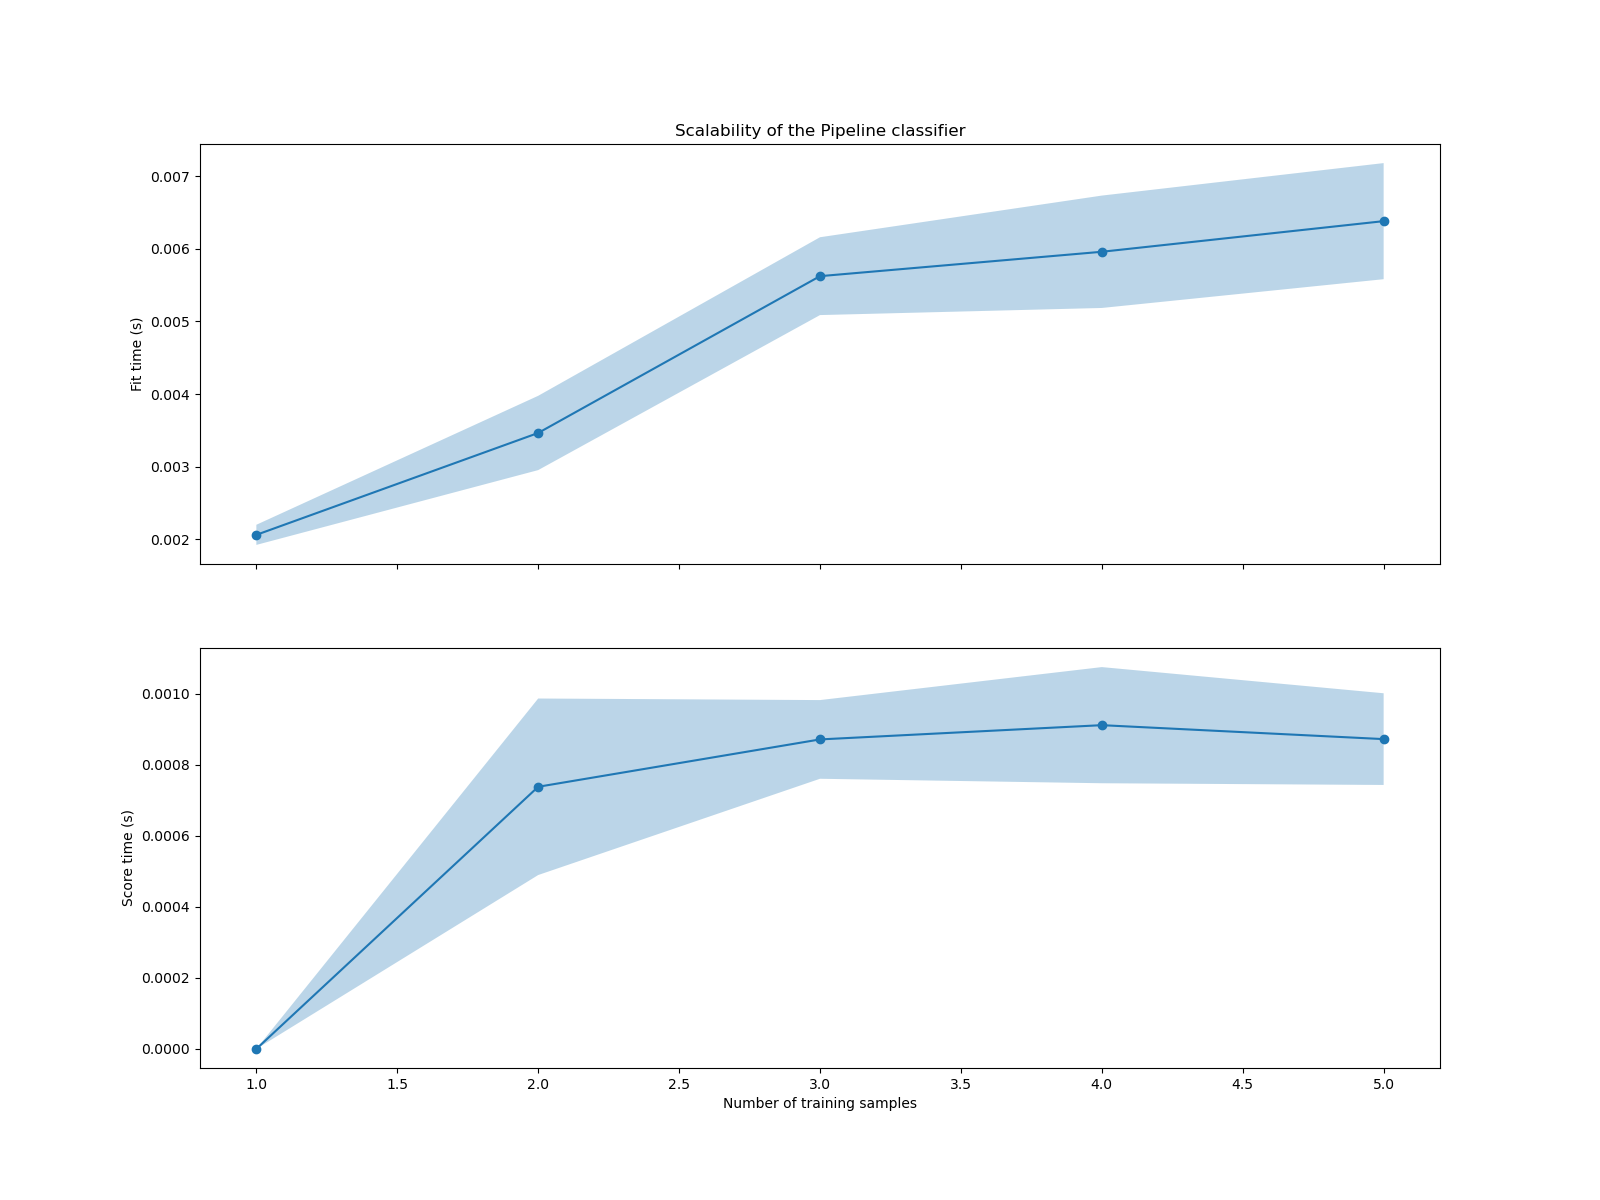 Scalability of the Pipeline classifier
0.007
0.006
0.005
0.004
0.003
0.002
Fit time (s)
0.0010
0.0008
0.0006
0.0004
0.0002
0.0000
Score time (s)
1.0 1.5 2.0 2.5 3.0 3.5 4.0 4.5 5.0
Number of training samples